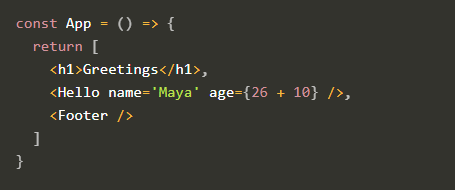 const App = () => {
  return [
    <h1>Greetings</h1>,
    <Hello name='Maya' age={26 + 10} />,
    <Footer />
  ]
}